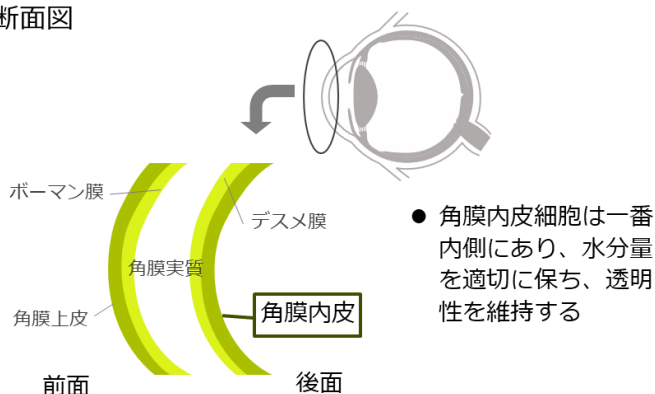 断面図
ボーマン膜
デスメ膜
角膜実質
角膜上皮
角膜内皮
前面
後面
● 角膜内皮細胞は一番
内側にあり、水分量
を適切に保ち、透明
性を維持する